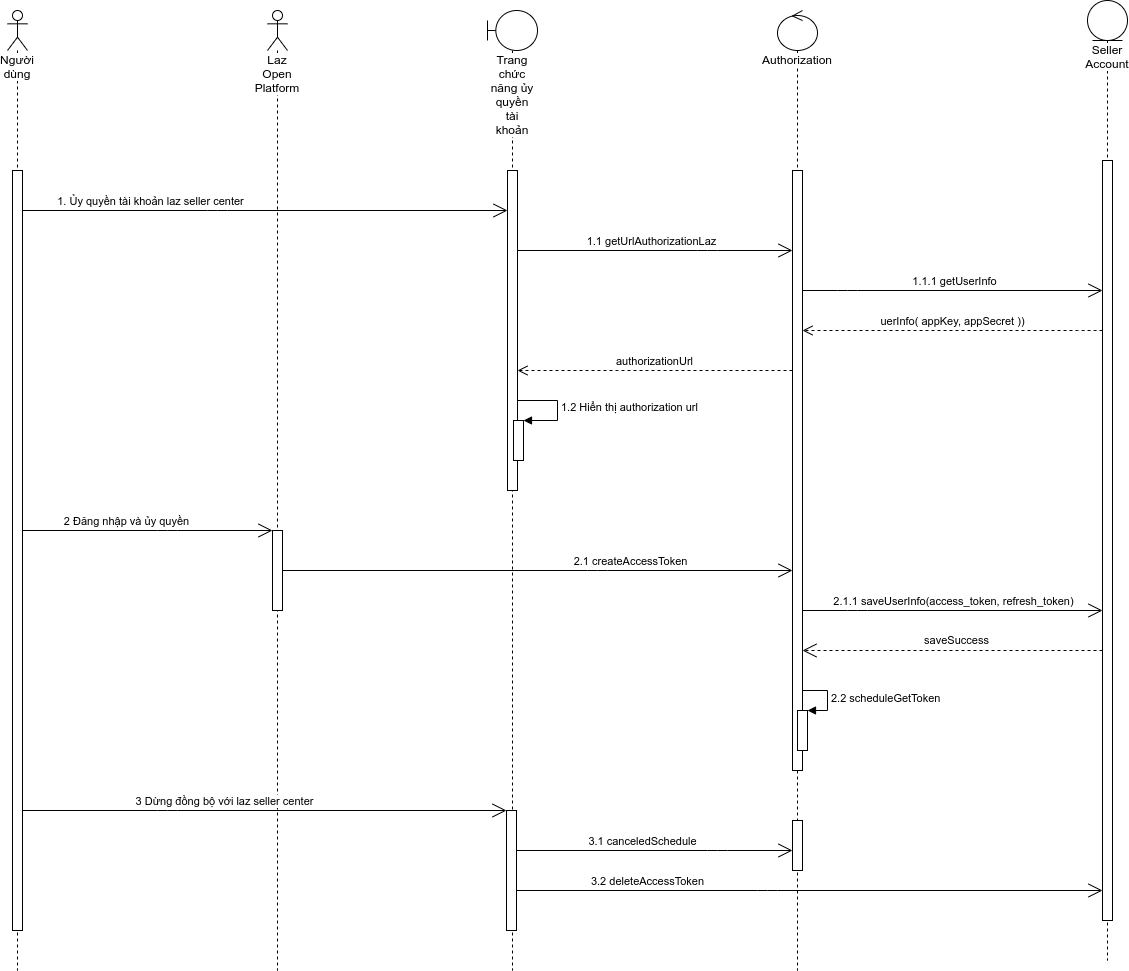 Người
dùng
Laz
Open
Platform
Trang
chức
năng ủy
quyền
tài
khoản
Authorization
Seller
Account
1. Ủy quyền tài khoản laz seller center
1.1 getUrlAuthorizationLaz
1.1.1 getUserInfo
uerInfo( appKey, appSecret ))
authorizationUrl
1.2 Hiển thị authorization url
2 Đăng nhập và ủy quyền
2.1 createAccessToken
2.1.1 saveUserInfo(access_token, refresh_token)
saveSuccess
2.2 scheduleGetToken
3 Dừng đồng bộ với laz seller center
3.1 canceledSchedule
3.2 deleteAccessToken